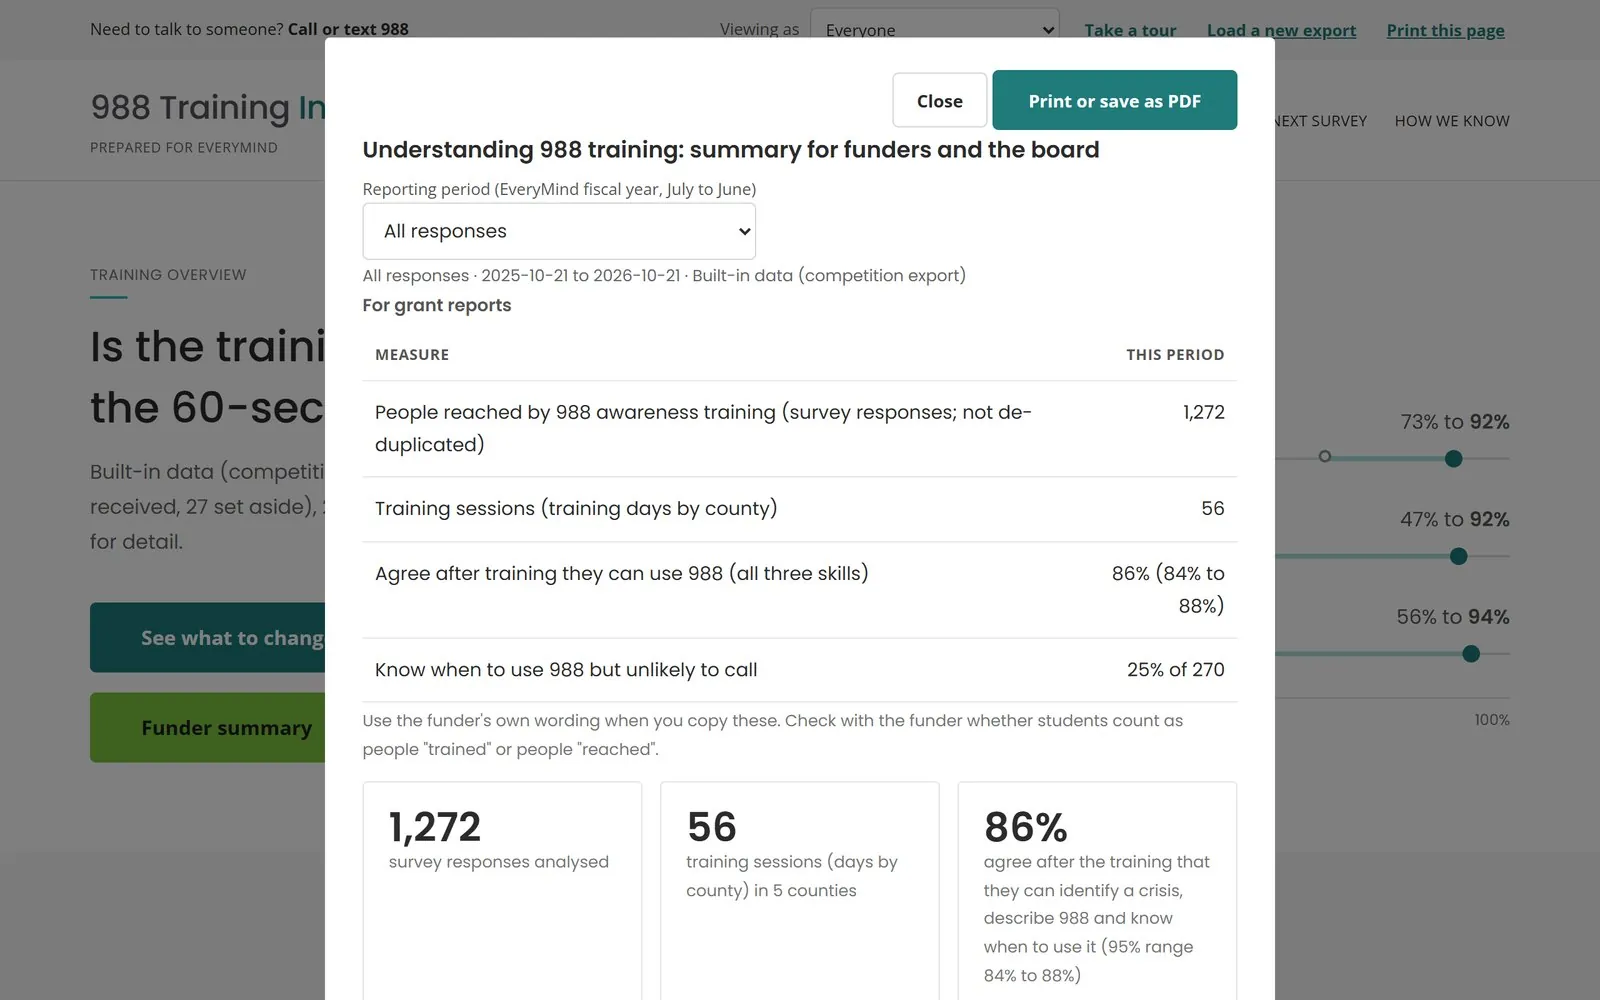 Need to talk to someone? Call or text 988
Viewing as
Everyone
Take a tour
Load a new export
Print this page
988 Training In
PREPARED FOR EVERYMIND
NEXT SURVEY
HOW WE KNOW
Close
Print or save as PDF
Understanding 988 training: summary for funders and the board
Reporting period (EveryMind fiscal year, July to June)
All responses
All responses · 2025-10-21 to 2026-10-21 · Built-in data (competition export)
For grant reports
MEASURE
THIS PERIOD
People reached by 988 awareness training (survey responses; not de-
duplicated)
1,272
Training sessions (training days by county)
56
Agree after training they can use 988 (all three skills)
86% (84% to
88%)
Know when to use 988 but unlikely to call
25% of 270
Use the funder's own wording when you copy these. Check with the funder whether students count as
people "trained" or people "reached".
1,272
survey responses analysed
56
training sessions (days by
county) in 5 counties
86%
agree after the training that
they can identify a crisis,
describe 988 and know
when to use it (95% range
84% to 88%)
TRAINING OVERVIEW
Is the traini
the 60-sec
Built-in data (competiti
received, 27 set aside),
for detail.
See what to chang
Funder summary
73% to 92%
47% to 92%
56% to 94%
100%